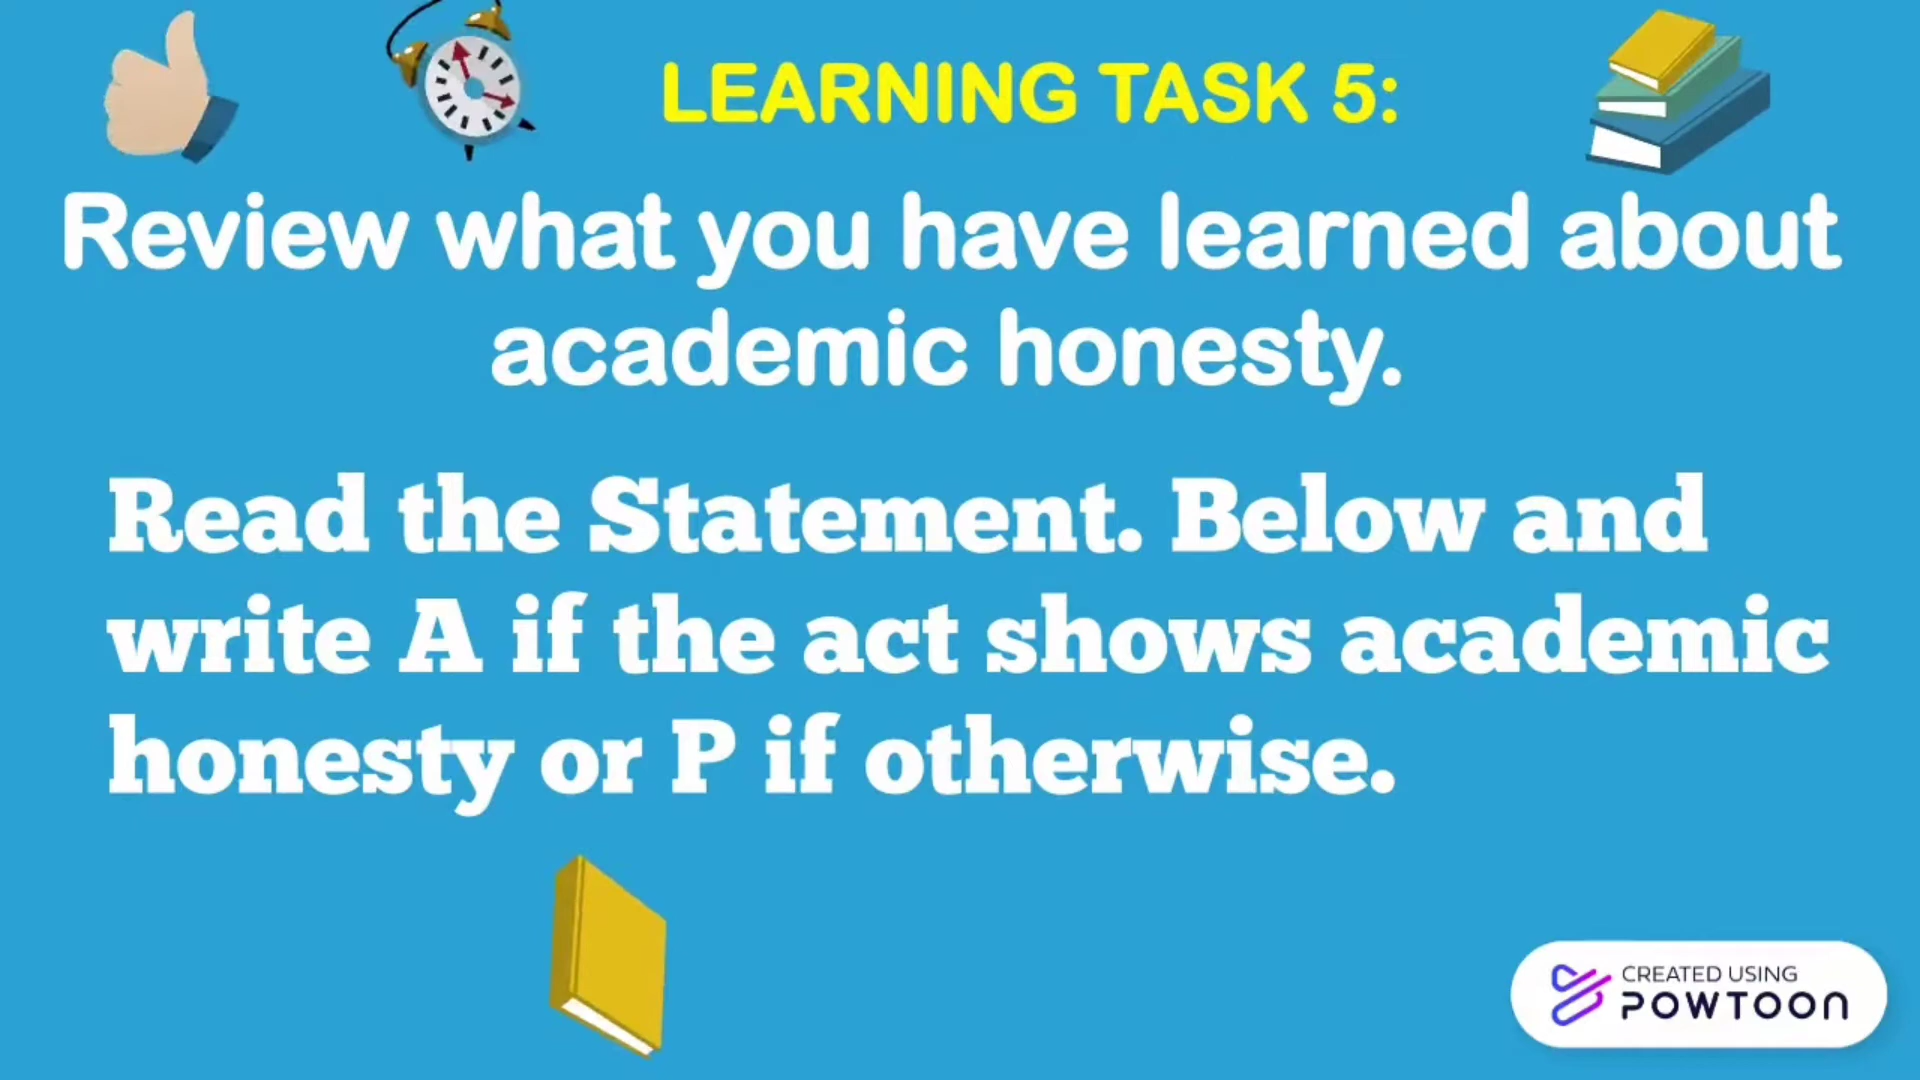 LEARNING TASK 5:
Review what you have learned about
academic honesty.
Read the Statement. Below and
write A if the act shows academic
honesty or P if otherwise.
CREATED USING
POWTOON